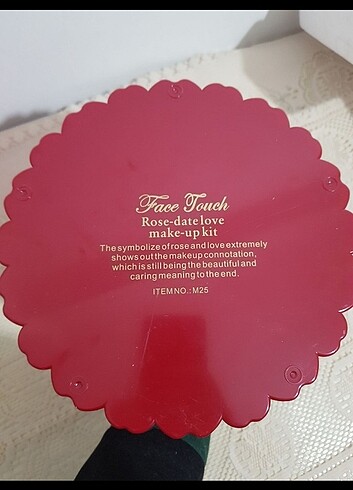 Face Touch
Rose-date love
make-up kit
The symbolize of rose and love extremely
shows out the makeup connotation,
which is still being the beautiful and
caring meaning to the end.
ITEM NO.: M25